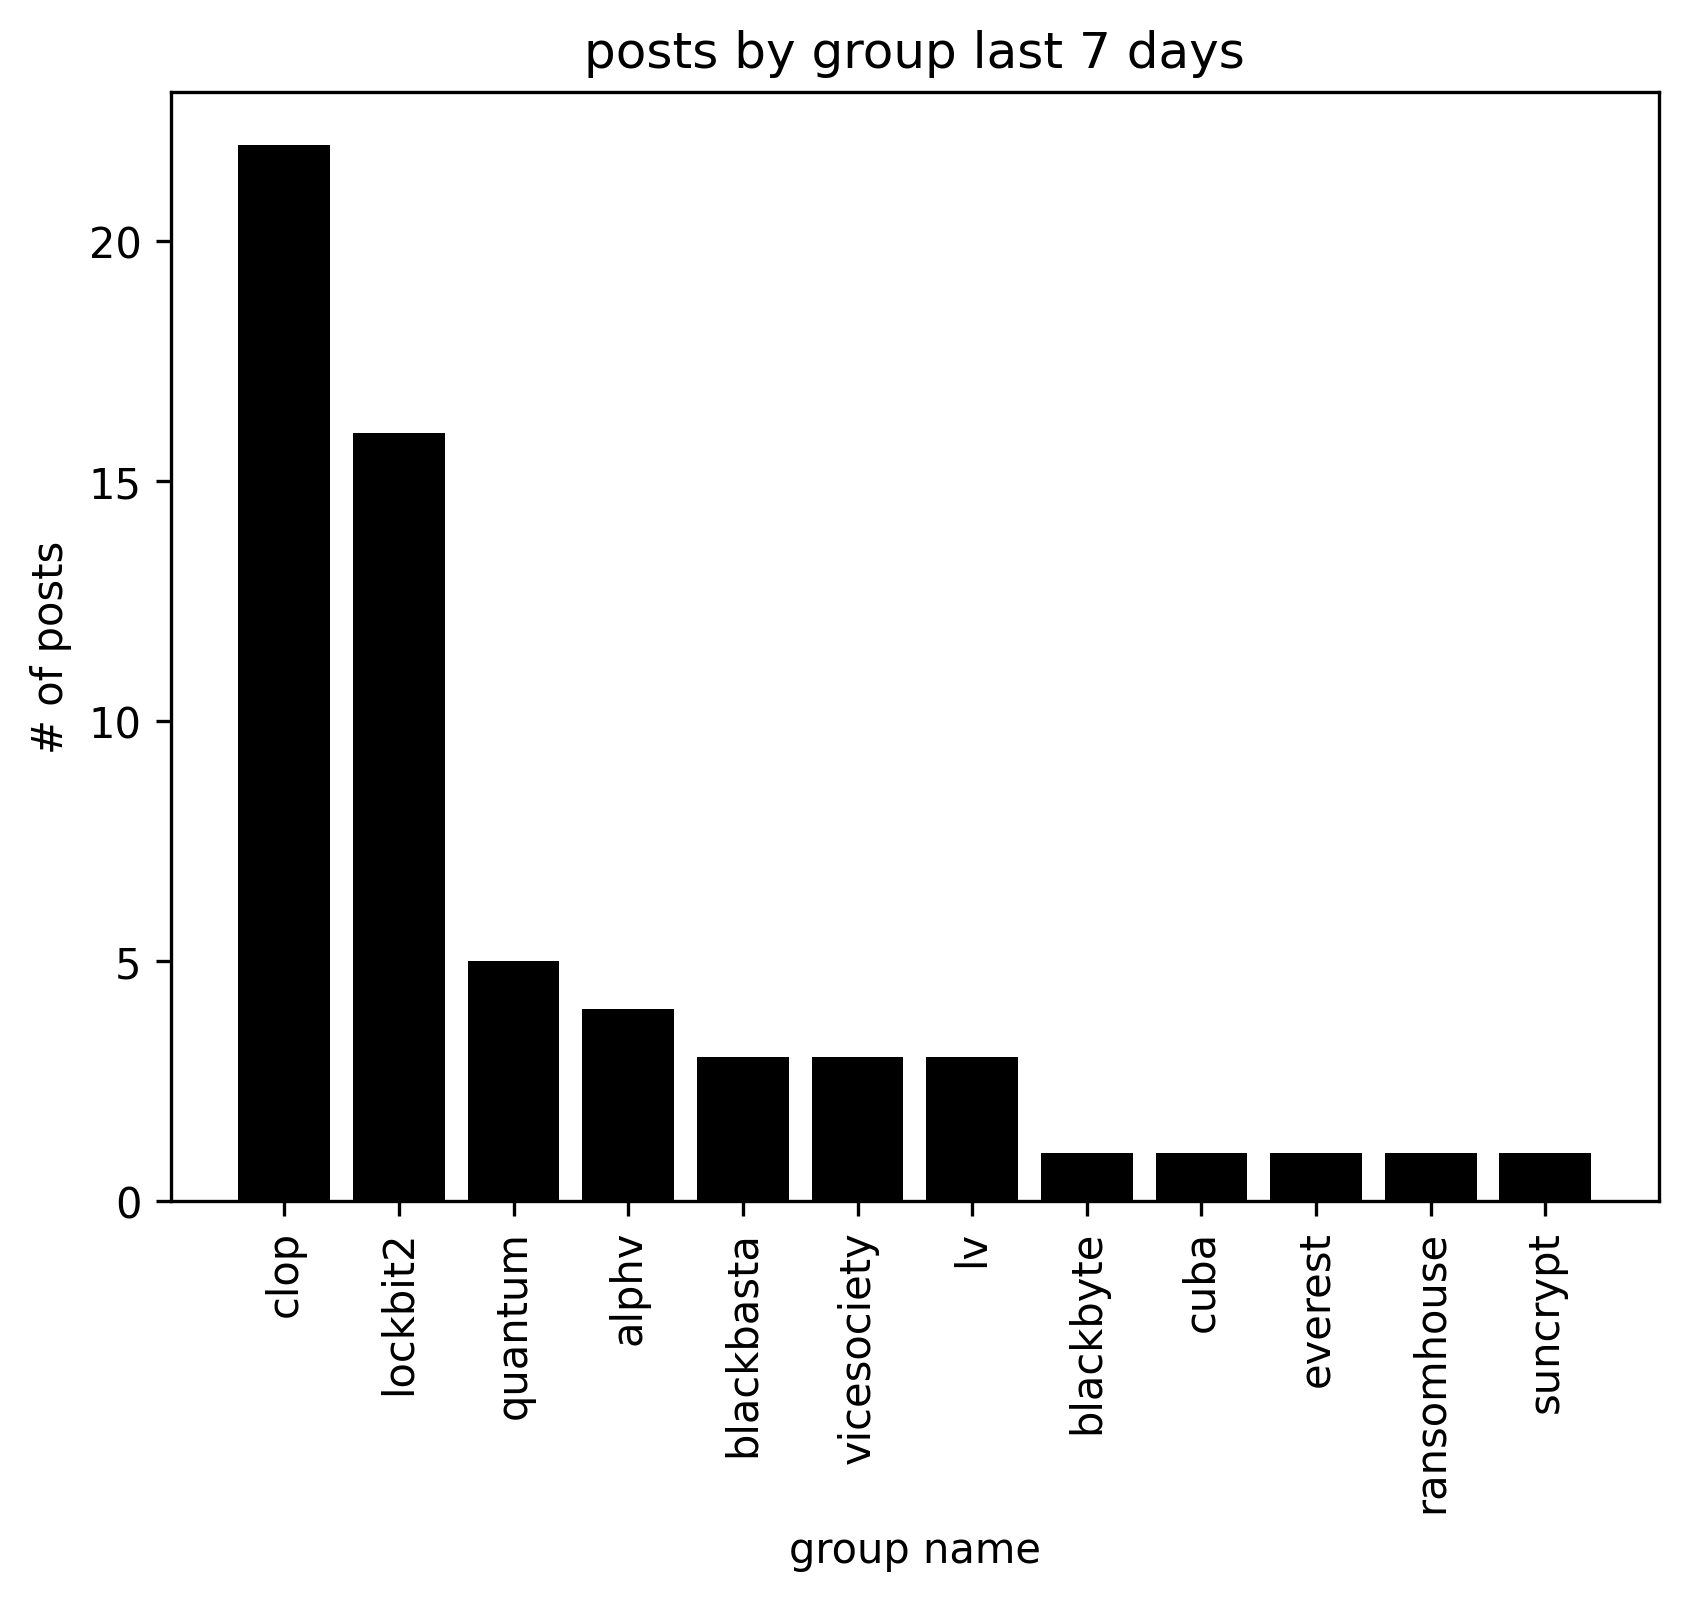 posts by group last 7 days
# of posts
20
15
10
5
0
clop
lockbit2
quantum
alphv
blackbasta
vicesociety
lv
blackbyte
cuba
everest
ransomhouse
suncrypt
group name